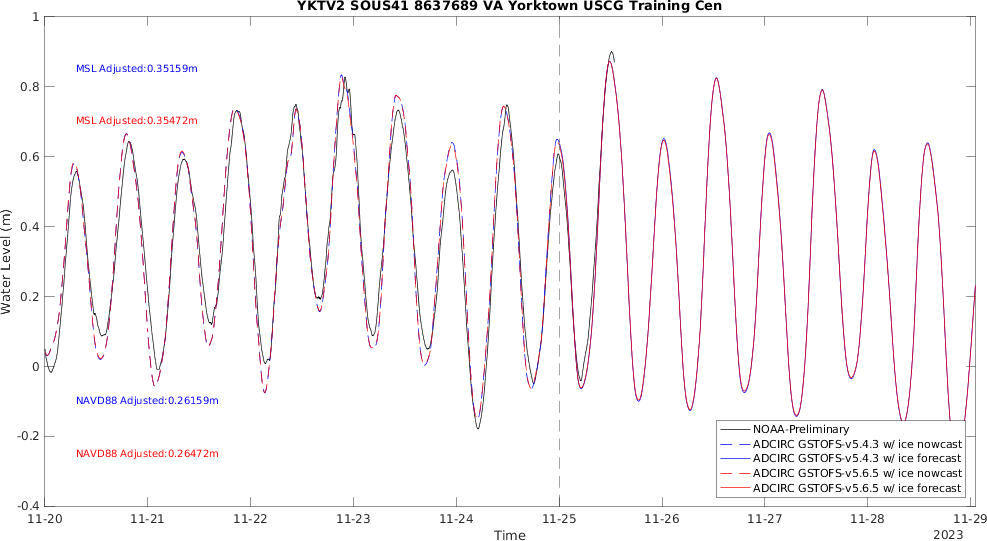 YKTV2 SOUS41 8637689 VA Yorktown USCG Training Cen
1
0.8
0.6
0.4
0.2
0
-0.2
-0.4
Water Level (m)
MSL Adjusted:0.35159m
MSL Adjusted:0.35472m
NAVD88 Adjusted:0.26159m
NAVD88 Adjusted:0.26472m
NOAA-Preliminary
ADCIRC GSTOFS-v5.4.3 w/ ice nowcast
ADCIRC GSTOFS-v5.4.3 w/ ice forecast
ADCIRC GSTOFS-v5.6.5 w/ ice nowcast
ADCIRC GSTOFS-v5.6.5 w/ ice forecast
11-20 11-21 11-22 11-23 11-24 11-25 11-26 11-27 11-28 11-29
Time
2023